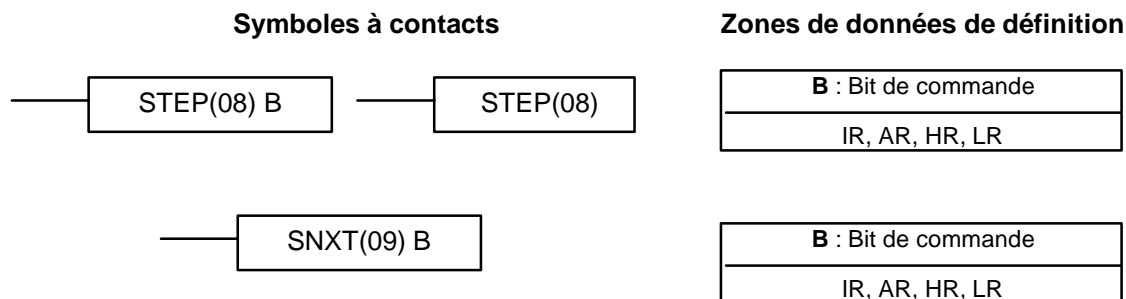 Symboles à contacts
Zones de données de définition
STEP(08) B
STEP(08)
B : Bit de commande
IR, AR, HR, LR
SNXT(09) B
B : Bit de commande
IR, AR, HR, LR